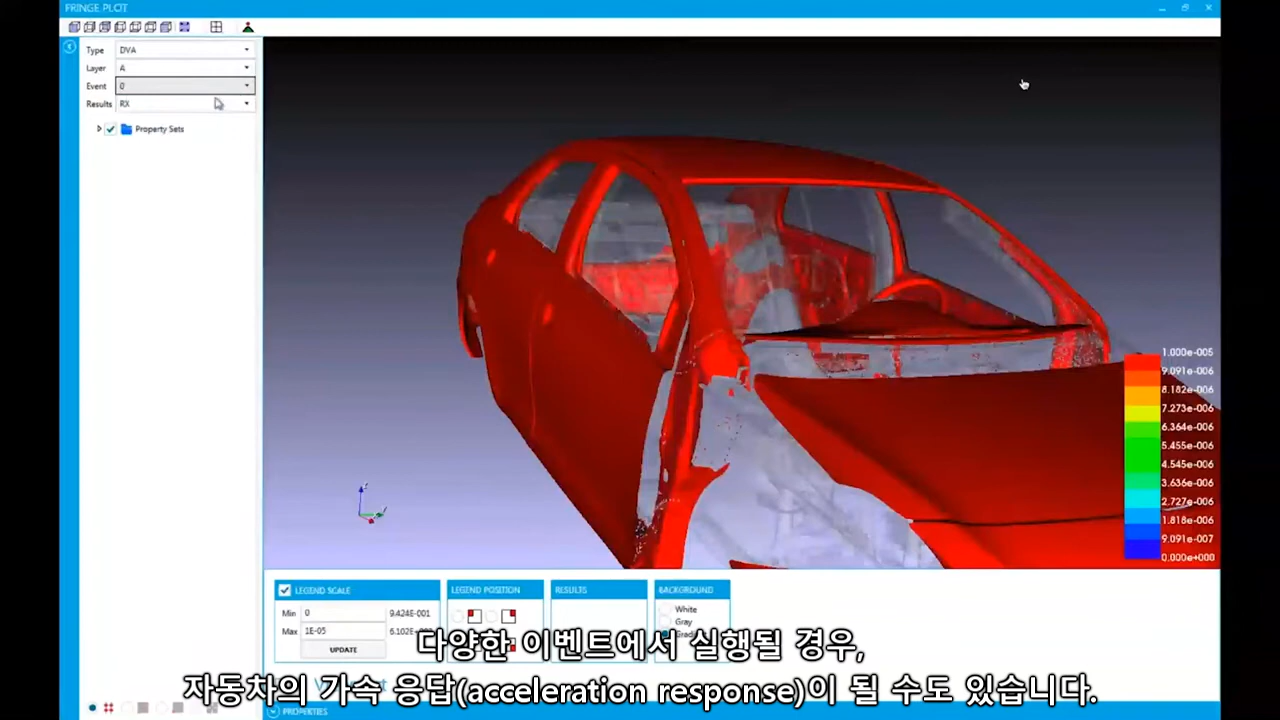 FRINGE PLOT
Type DVA
Layer A
Event 0
Results RX
Property Sets
1.000e-005
9.091e-006
8.182e-006
7.273e-006
6.364e-006
5.455e-006
4.545e-006
3.636e-006
2.727e-006
1.818e-006
9.091e-007
0.000e+000
LEGEND SCALE
Min 0 9.424E-001
Max 1E-05
UPDATE
LEGEND POSITION
RESULTS
BACKGROUND
White
Gray
다양한 이벤트에서 실행될 경우,
자동차의 가속 응답(acceleration response)이 될 수도 있습니다.
PROPERTIES